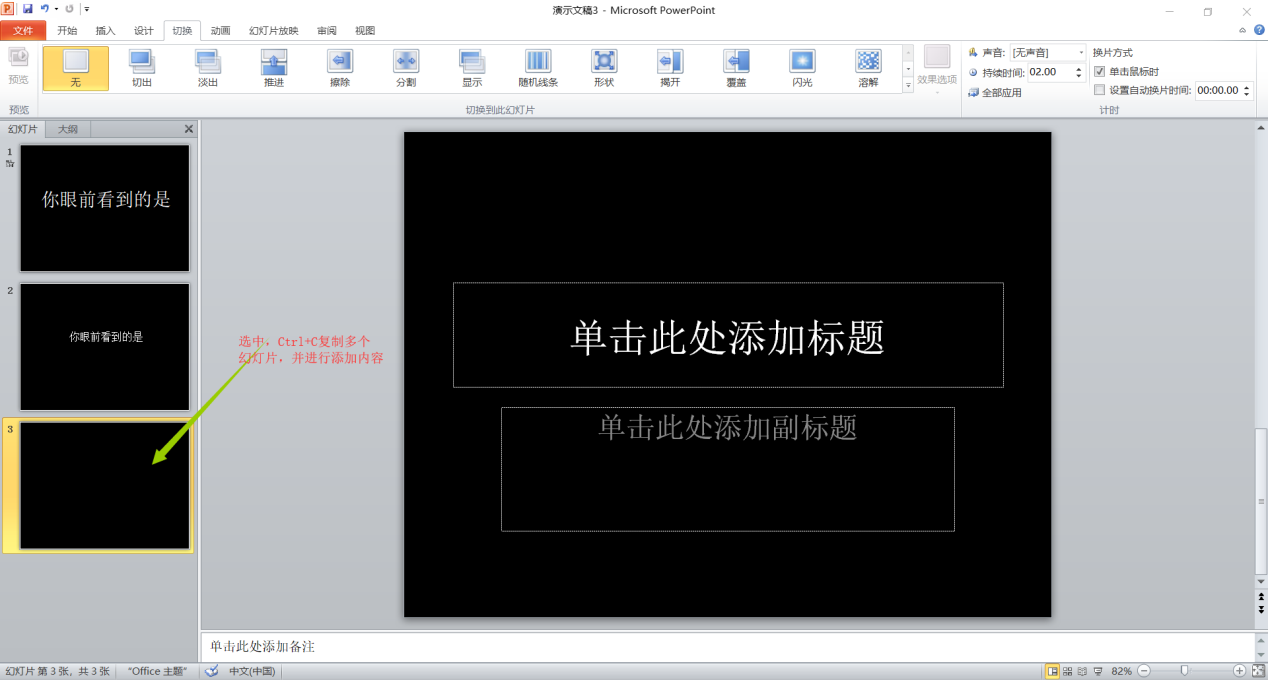 演示文稿3 - Microsoft PowerPoint
文件 开始 插入 设计 切换 动画 幻灯片放映 审阅 视图
预览
无 切出 淡出 推进 擦除 分割 显示 随机线条 形状 揭开 覆盖 闪光 溶解
效果选项
声音: [无声音]
持续时间: 02.00
全部应用
换片方式
单击鼠标时
设置自动换片时间: 00:00.00
预览 切换到此幻灯片 计时
幻灯片 大纲
1
你眼前看到的是
2
你眼前看到的是
3
选中，Ctrl+C复制多个
幻灯片，并进行添加内容
单击此处添加标题
单击此处添加副标题
单击此处添加备注
幻灯片 第 3 张，共 3 张 "Office 主题" 中文(中国) 82%